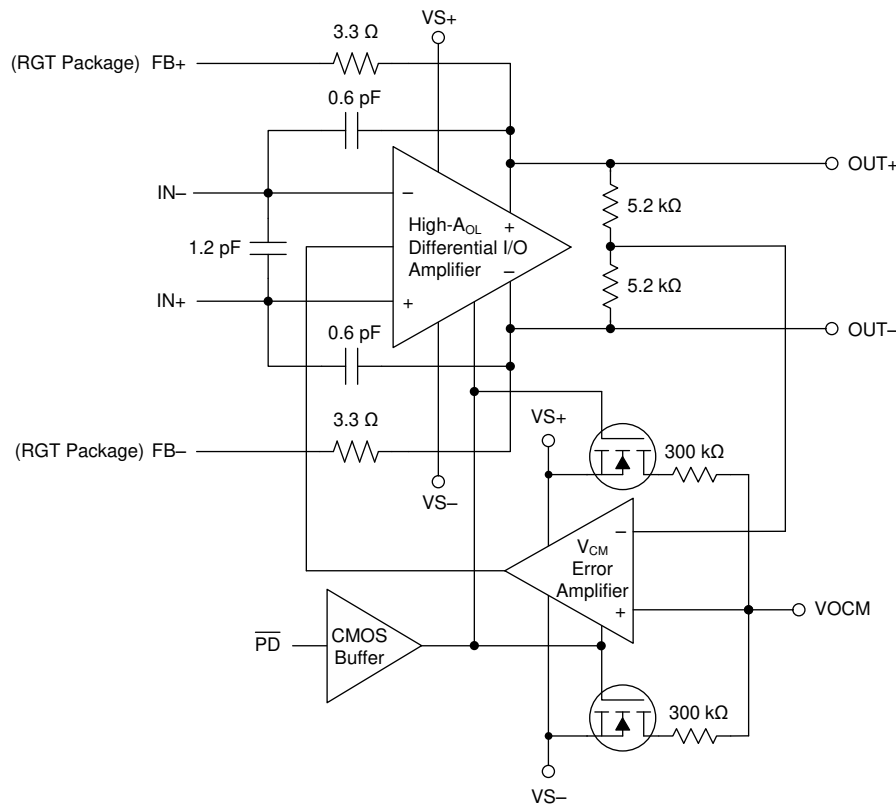 VS+
3.3 Ω
(RGT Package) FB+
0.6 pF
OUT+
IN−
−
5.2 kΩ
High-AOL
Differential I/O
Amplifier
+
−
1.2 pF
5.2 kΩ
IN+
+
0.6 pF
OUT−
3.3 Ω
VS+
300 kΩ
(RGT Package) FB−
VS−
−
VCM
Error
Amplifier
+
VOCM
PD
CMOS
Buffer
300 kΩ
VS−